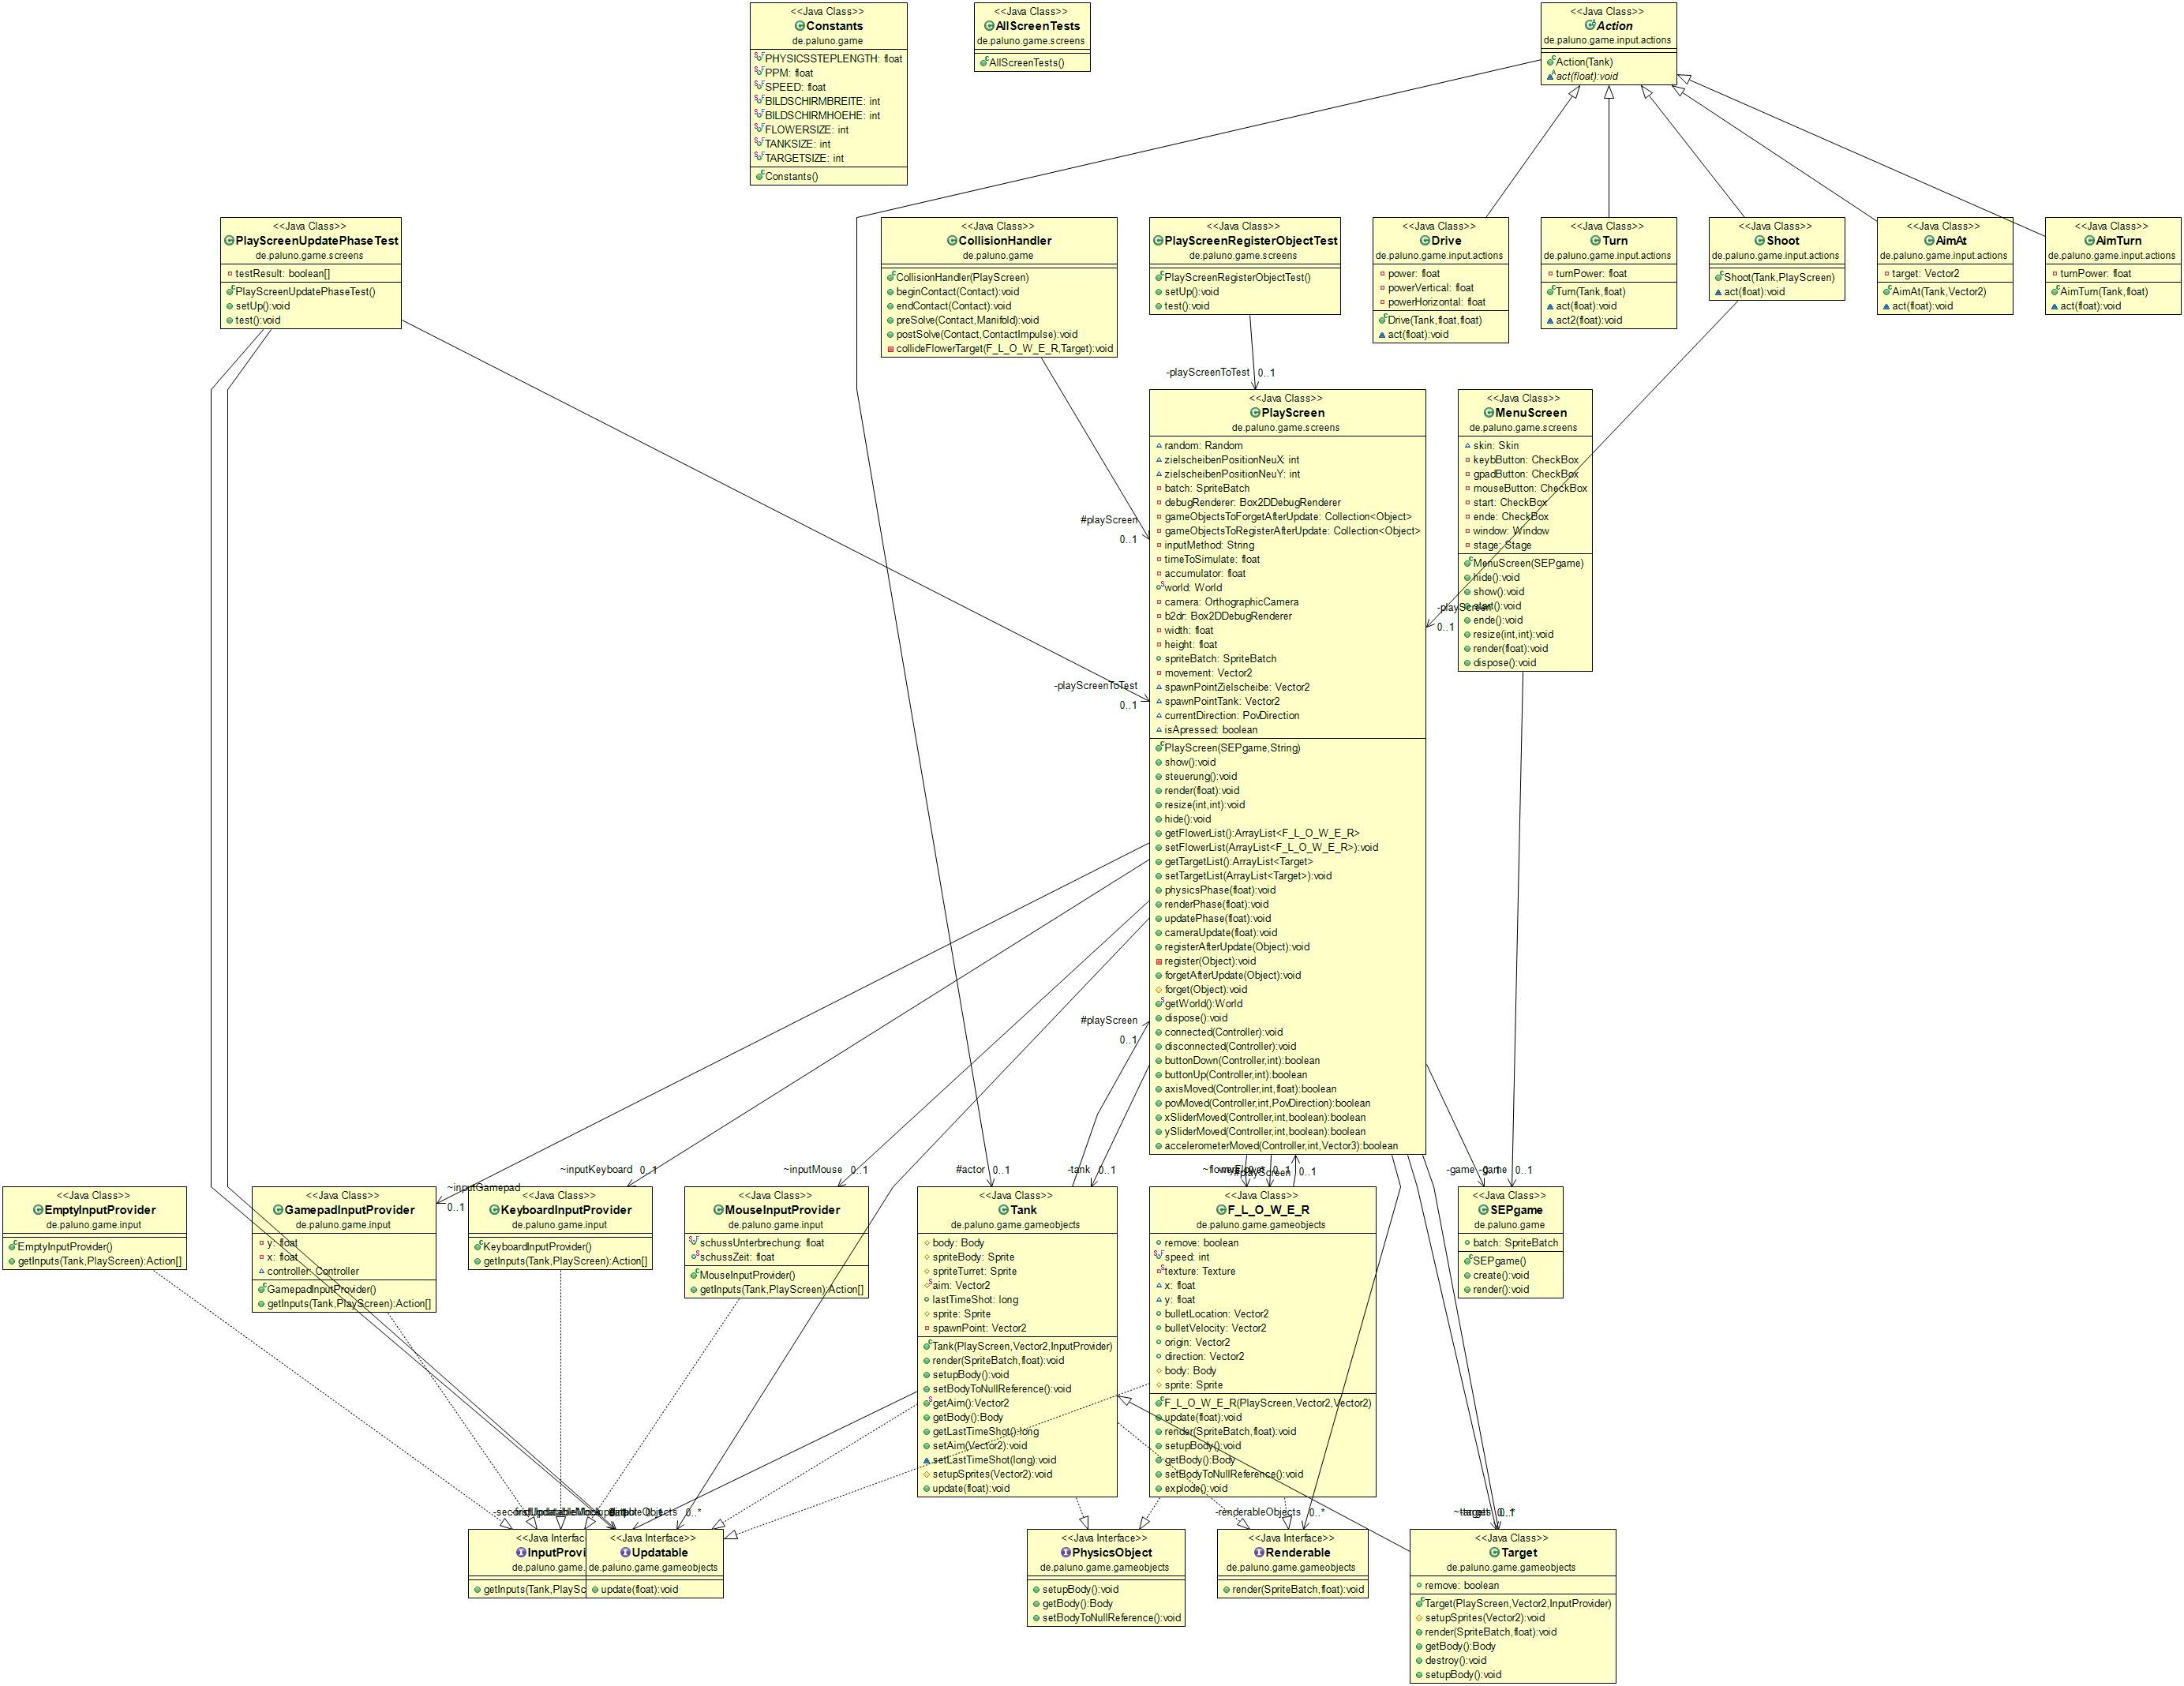 <<Java Class>>
Constants
de.paluno.game
PHYSICSSTEPLENGTH: float
PPM: float
SPEED: float
BILDSCHIRMBREITE: int
BILDSCHIRMHOEHE: int
FLOWERSIZE: int
TANKSIZE: int
TARGETSIZE: int
Constants()
<<Java Class>>
AllScreenTests
de.paluno.game.screens
AllScreenTests()
<<Java Class>>
Action
de.paluno.game.input.actions
Action(Tank)
act(float):void
<<Java Class>>
PlayScreenUpdatePhaseTest
de.paluno.game.screens
testResult: boolean[]
PlayScreenUpdatePhaseTest()
setUp():void
test():void
<<Java Class>>
CollisionHandler
de.paluno.game
CollisionHandler(PlayScreen)
beginContact(Contact):void
endContact(Contact):void
preSolve(Contact,Manifold):void
postSolve(Contact,ContactImpulse):void
collideFlowerTarget(F_L_O_W_E_R,Target):void
<<Java Class>>
PlayScreenRegisterObjectTest
de.paluno.game.screens
PlayScreenRegisterObjectTest()
setUp():void
test():void
<<Java Class>>
Drive
de.paluno.game.input.actions
power: float
powerVertical: float
powerHorizontal: float
Drive(Tank,float,float)
act(float):void
<<Java Class>>
Turn
de.paluno.game.input.actions
turnPower: float
Turn(Tank,float)
act(float):void
act2(float):void
<<Java Class>>
Shoot
de.paluno.game.input.actions
Shoot(Tank,PlayScreen)
act(float):void
<<Java Class>>
AimAt
de.paluno.game.input.actions
target: Vector2
AimAt(Tank,Vector2)
act(float):void
<<Java Class>>
AimTurn
de.paluno.game.input.actions
turnPower: float
AimTurn(Tank,float)
act(float):void
-playScreenToTest 0..1
#playScreen
0..1
-playScreen
0..1
-playScreenToTest
0..1
<<Java Class>>
PlayScreen
de.paluno.game.screens
random: Random
zielscheibenPositionNeuX: int
zielscheibenPositionNeuY: int
batch: SpriteBatch
debugRenderer: Box2DDebugRenderer
gameObjectsToForgetAfterUpdate: Collection<Object>
gameObjectsToRegisterAfterUpdate: Collection<Object>
inputMethod: String
timeToSimulate: float
accumulator: float
world: World
camera: OrthographicCamera
b2dr: Box2DDebugRenderer
width: float
height: float
spriteBatch: SpriteBatch
movement: Vector2
spawnPointZielscheibe: Vector2
spawnPointTank: Vector2
currentDirection: PovDirection
isApressed: boolean
PlayScreen(SEPgame,String)
show():void
steuerung():void
render(float):void
resize(int,int):void
hide():void
getFlowerList():ArrayList<F_L_O_W_E_R>
setFlowerList(ArrayList<F_L_O_W_E_R>):void
getTargetList():ArrayList<Target>
setTargetList(ArrayList<Target>):void
physicsPhase(float):void
renderPhase(float):void
updatePhase(float):void
cameraUpdate(float):void
registerAfterUpdate(Object):void
register(Object):void
forgetAfterUpdate(Object):void
forget(Object):void
getWorld():World
dispose():void
connected(Controller):void
disconnected(Controller):void
buttonDown(Controller,int):boolean
buttonUp(Controller,int):boolean
axisMoved(Controller,int,float):boolean
povMoved(Controller,int,PovDirection):boolean
xSliderMoved(Controller,int,boolean):boolean
ySliderMoved(Controller,int,boolean):boolean
accelerometerMoved(Controller,int,Vector3):boolean
<<Java Class>>
MenuScreen
de.paluno.game.screens
skin: Skin
keybButton: CheckBox
gpadButton: CheckBox
mouseButton: CheckBox
start: CheckBox
ende: CheckBox
window: Window
stage: Stage
MenuScreen(SEPgame)
hide():void
show():void
start():void
ende():void
resize(int,int):void
render(float):void
dispose():void
#playScreen
0..1
~inputGamepad
0..1
~inputKeyboard 0..1
~inputMouse 0..1
#actor 0..1
-tank 0..1
#playScreen 0..1
-game 0..1
-game 0..1
<<Java Class>>
EmptyInputProvider
de.paluno.game.input
EmptyInputProvider()
getInputs(Tank,PlayScreen):Action[]
<<Java Class>>
GamepadInputProvider
de.paluno.game.input
y: float
x: float
controller: Controller
GamepadInputProvider()
getInputs(Tank,PlayScreen):Action[]
<<Java Class>>
KeyboardInputProvider
de.paluno.game.input
KeyboardInputProvider()
getInputs(Tank,PlayScreen):Action[]
<<Java Class>>
MouseInputProvider
de.paluno.game.input
schussUnterbrechung: float
schussZeit: float
MouseInputProvider()
getInputs(Tank,PlayScreen):Action[]
<<Java Class>>
Tank
de.paluno.game.gameobjects
body: Body
spriteBody: Sprite
spriteTurret: Sprite
aim: Vector2
lastTimeShot: long
sprite: Sprite
spawnPoint: Vector2
Tank(PlayScreen,Vector2,InputProvider)
render(SpriteBatch,float):void
setupBody():void
setBodyToNullReference():void
getAim():Vector2
getBody():Body
getLastTimeShot():long
setAim(Vector2):void
setLastTimeShot(long):void
setupSprites(Vector2):void
update(float):void
<<Java Class>>
F_L_O_W_E_R
de.paluno.game.gameobjects
remove: boolean
speed: int
texture: Texture
x: float
y: float
bulletLocation: Vector2
bulletVelocity: Vector2
origin: Vector2
direction: Vector2
body: Body
sprite: Sprite
F_L_O_W_E_R(PlayScreen,Vector2,Vector2)
update(float):void
render(SpriteBatch,float):void
setupBody():void
getBody():Body
setBodyToNullReference():void
explode():void
<<Java Class>>
SEPgame
de.paluno.game
batch: SpriteBatch
SEPgame()
create():void
render():void
0..*
-renderableObjects 0..*
<<Java Interfac
InputProvi
de.paluno.game.
getInputs(Tank,PlaySc
<<Java Interface>>
Updatable
de.paluno.game.gameobjects
update(float):void
<<Java Interface>>
PhysicsObject
de.paluno.game.gameobjects
setupBody():void
getBody():Body
setBodyToNullReference():void
<<Java Interface>>
Renderable
de.paluno.game.gameobjects
render(SpriteBatch,float):void
<<Java Class>>
Target
de.paluno.game.gameobjects
remove: boolean
Target(PlayScreen,Vector2,InputProvider)
setupSprites(Vector2):void
render(SpriteBatch,float):void
getBody():Body
destroy():void
setupBody():void